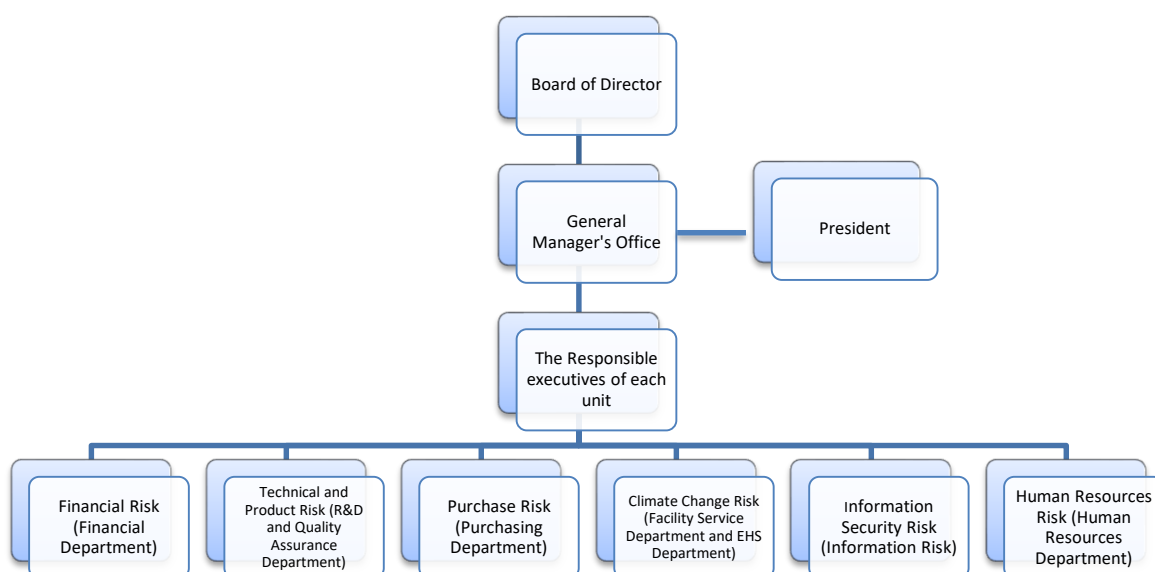 Board of Director
General
Manager's Office
President
The Responsible
executives of each
unit
Financial Risk
(Financial
Department)
Technical and
Product Risk (R&D
and Quality
Assurance
Department)
Purchase Risk
(Purchasing
Department)
Climate Change Risk
(Facility Service
Department and EHS
Department)
Information
Security Risk
(Information Risk)
Human Resources
Risk (Human
Resources
Department)